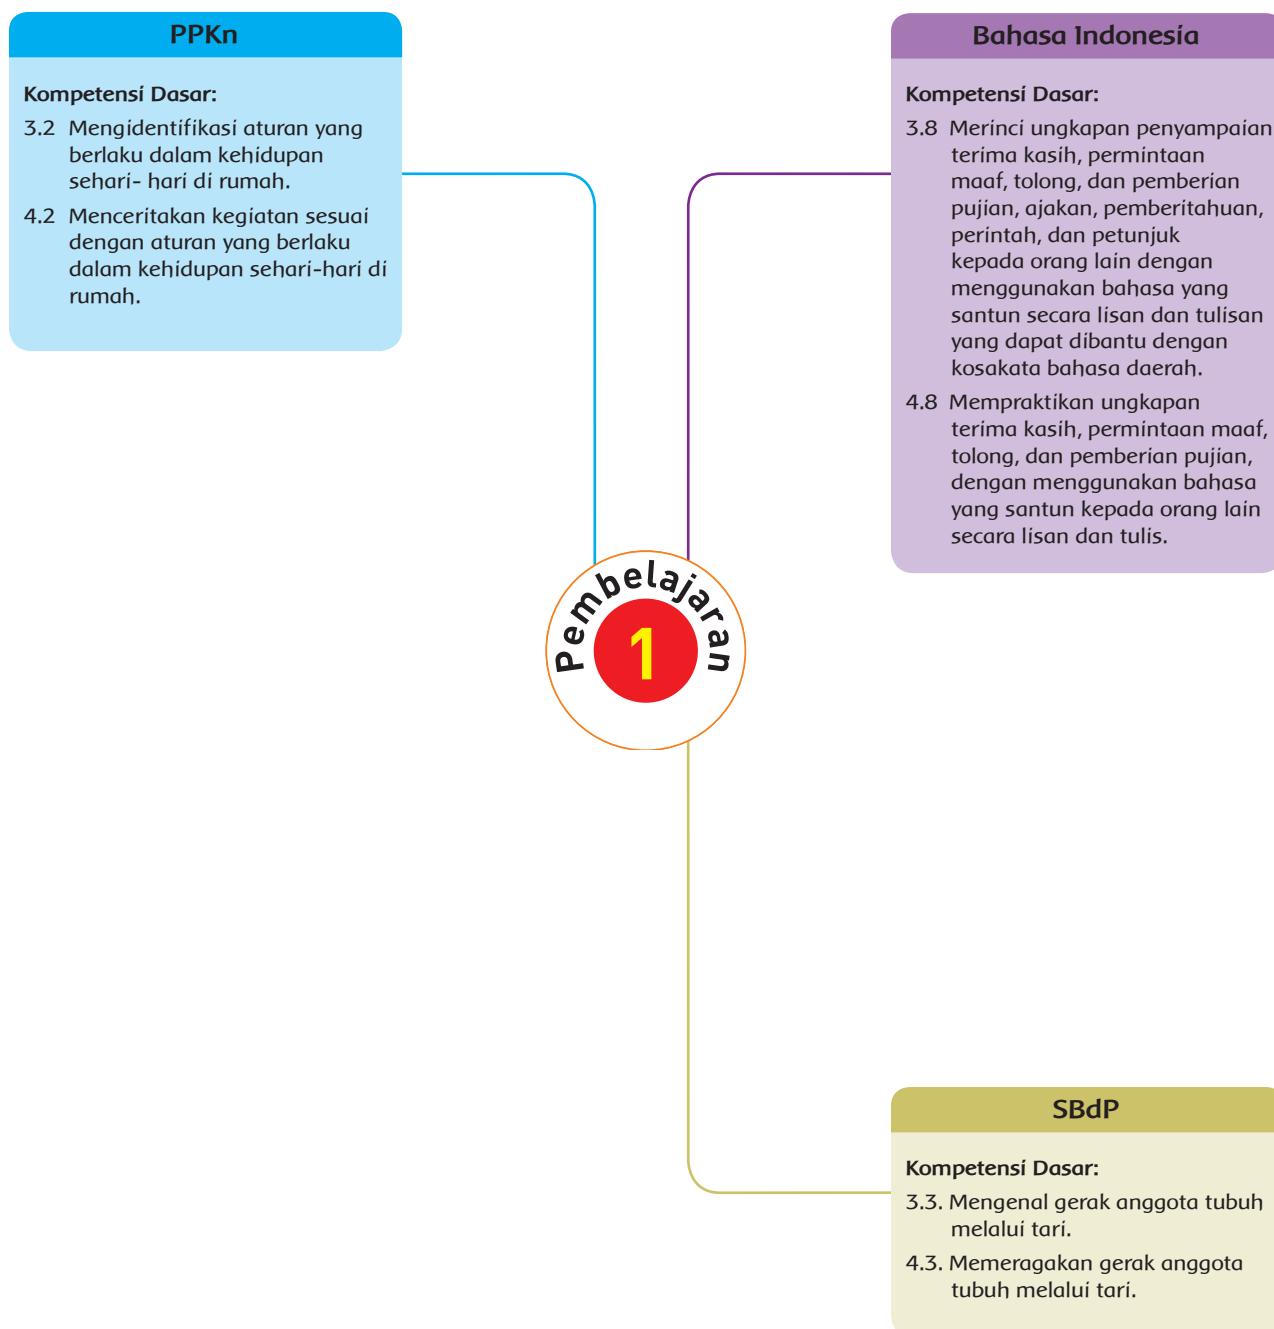 PPKn
Kompetensi Dasar:
3.2 Mengidentifikasi aturan yang
berlaku dalam kehidupan
sehari- hari di rumah.
4.2 Menceritakan kegiatan sesuai
dengan aturan yang berlaku
dalam kehidupan sehari-hari di
rumah.
Bahasa Indonesia
Kompetensi Dasar:
3.8 Merinci ungkapan penyampaian
terima kasih, permintaan
maaf, tolong, dan pemberian
pujian, ajakan, pemberitahuan,
perintah, dan petunjuk
kepada orang lain dengan
menggunakan bahasa yang
santun secara lisan dan tulisan
yang dapat dibantu dengan
kosakata bahasa daerah.
4.8 Mempraktikan ungkapan
terima kasih, permintaan maaf,
tolong, dan pemberian pujian,
dengan menggunakan bahasa
yang santun kepada orang lain
secara lisan dan tulis.
Pembelajaran
1
SBdP
Kompetensi Dasar:
3.3. Mengenal gerak anggota tubuh
melalui tari.
4.3. Memeragakan gerak anggota
tubuh melalui tari.